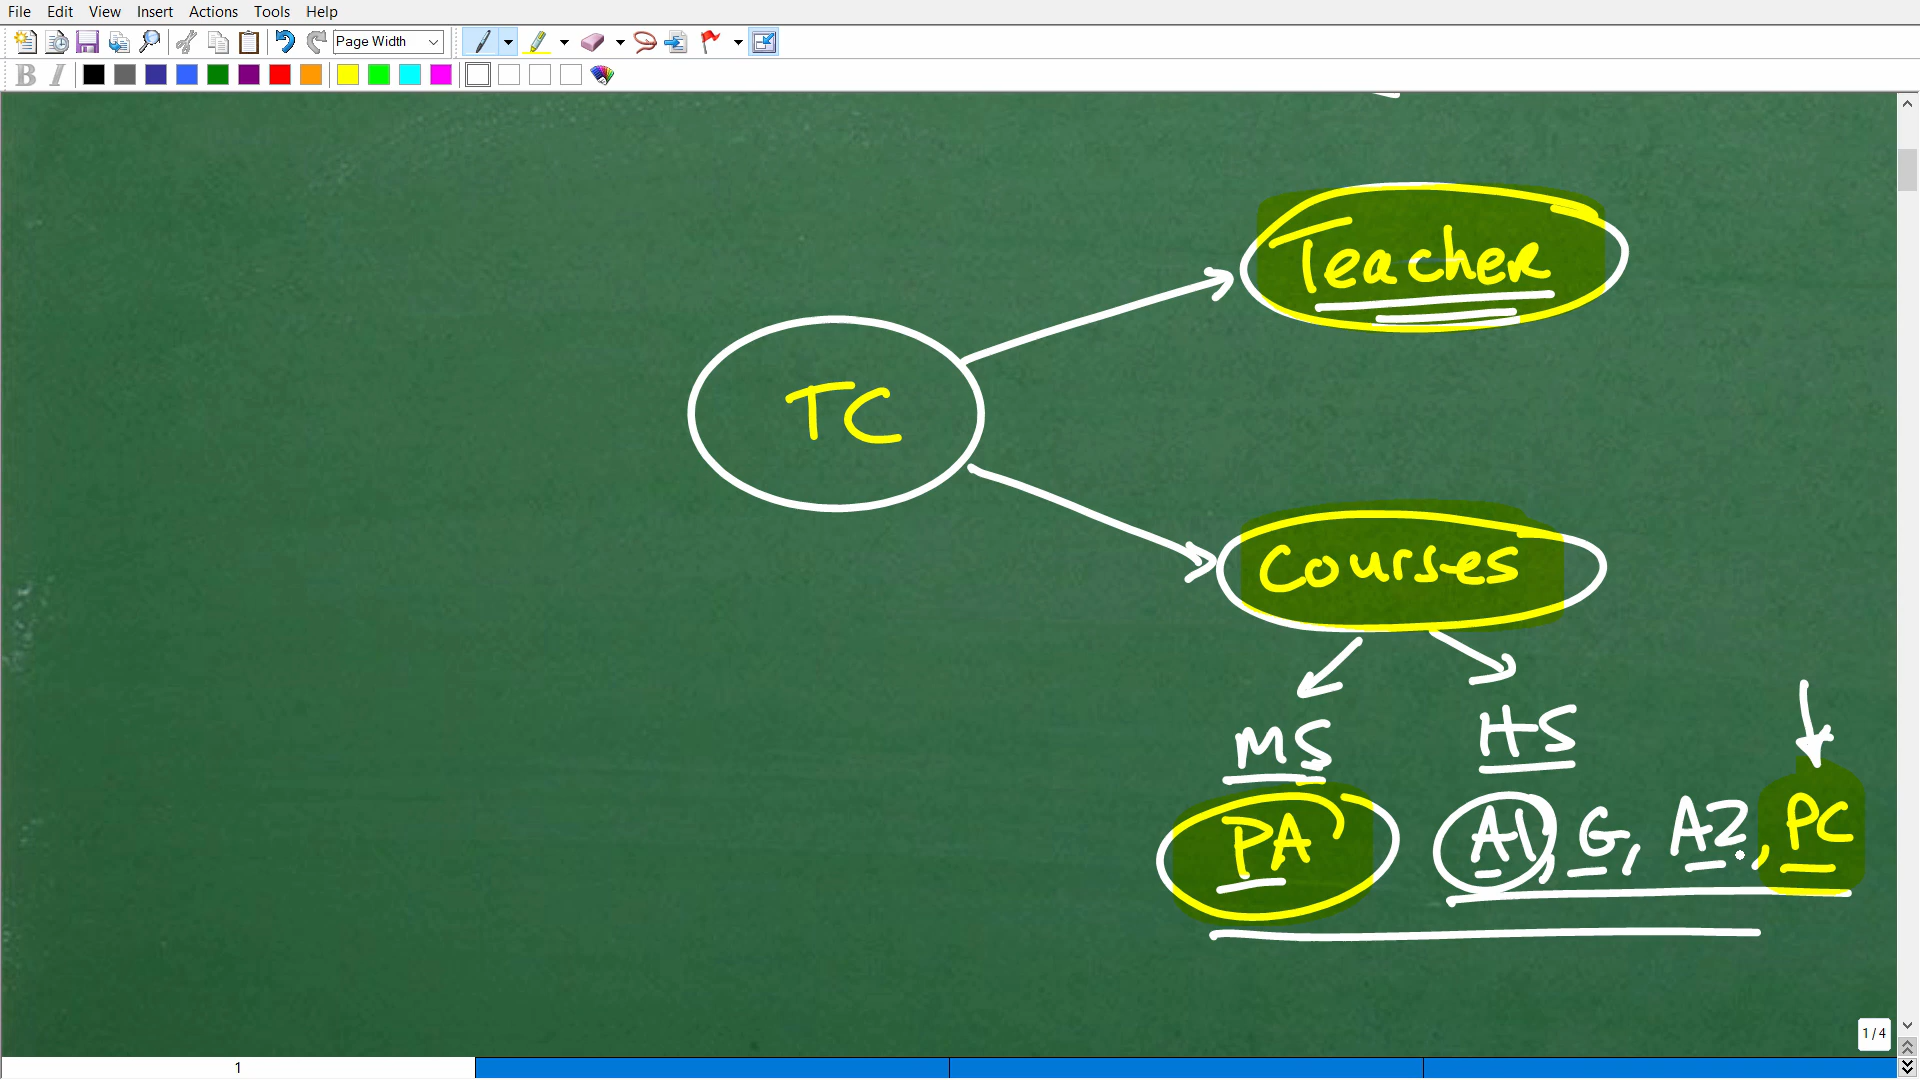 File Edit View Insert Actions Tools Help
Page Width
B I
Teacher
TC
Courses
MS HS
PA A1, G, A2, PC
1 / 4
1